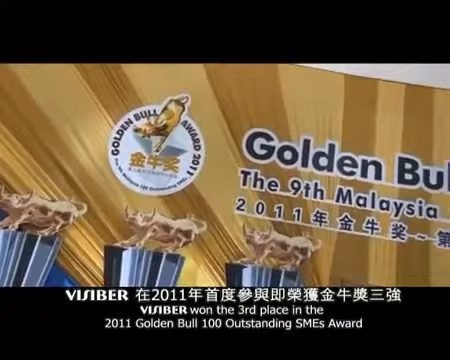 GOLDEN BULL AWARD 2011
金牛奖
Golden Bul
The 9th Malaysia
2011年金牛奖~第
VISIBER 在2011年首度參與即榮獲金牛獎三強
VISIBER won the 3rd place in the
2011 Golden Bull 100 Outstanding SMEs Award